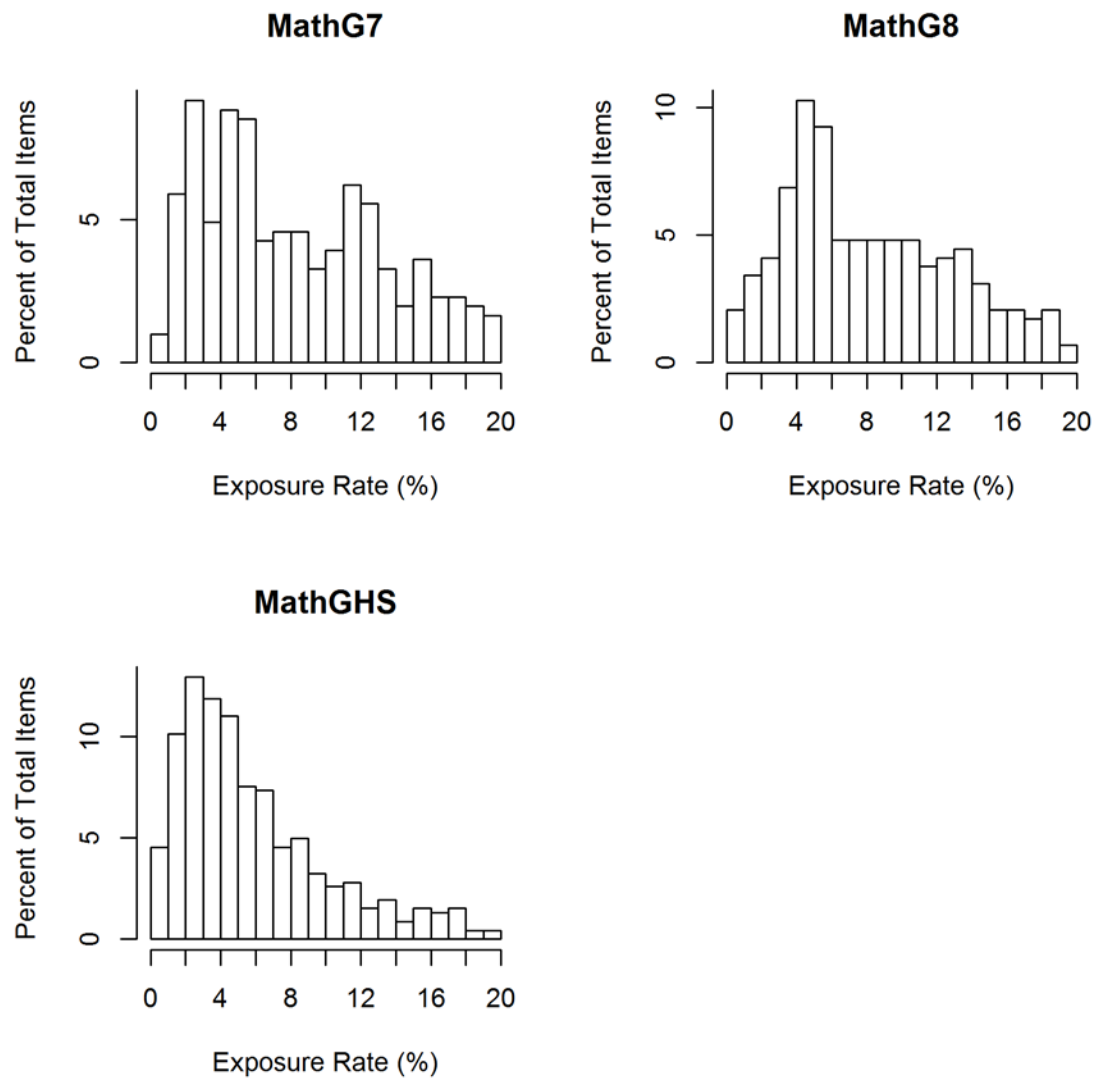 MathG7
Percent of Total Items
5
0
0 4 8 12 16 20
Exposure Rate (%)
MathG8
Percent of Total Items
10
5
0
0 4 8 12 16 20
Exposure Rate (%)
MathGHS
Percent of Total Items
10
5
0
0 4 8 12 16 20
Exposure Rate (%)